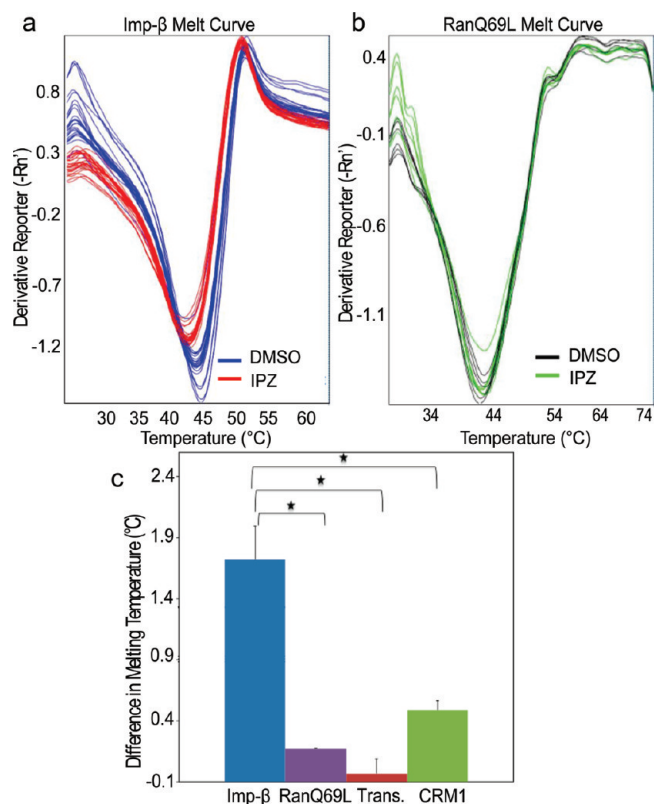 a
Imp-β Melt Curve
Derivative Reporter (-Rn')
0.8
0.3
-0.2
-0.7
-1.2
DMSO
IPZ
30 35 40 45 50 55 60
Temperature (°C)
b
RanQ69L Melt Curve
Derivative Reporter (-Rn')
0.4
-0.1
-0.6
-1.1
DMSO
IPZ
34 44 54 64 74
Temperature (°C)
c
Difference in Melting Temperature (°C)
2.4
1.9
1.4
0.9
0.4
-0.1
Imp-β RanQ69L Trans. CRM1